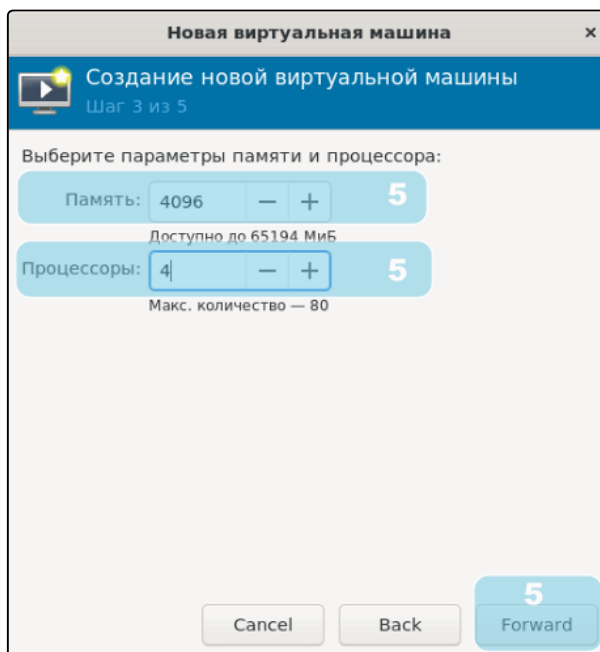 Новая виртуальная машина ×
Создание новой виртуальной машины
Шаг 3 из 5
Выберите параметры памяти и процессора:
Память: 4096 − + 5
Доступно до 65194 МиБ
Процессоры: 4 − + 5
Макс. количество — 80
5
Cancel Back Forward